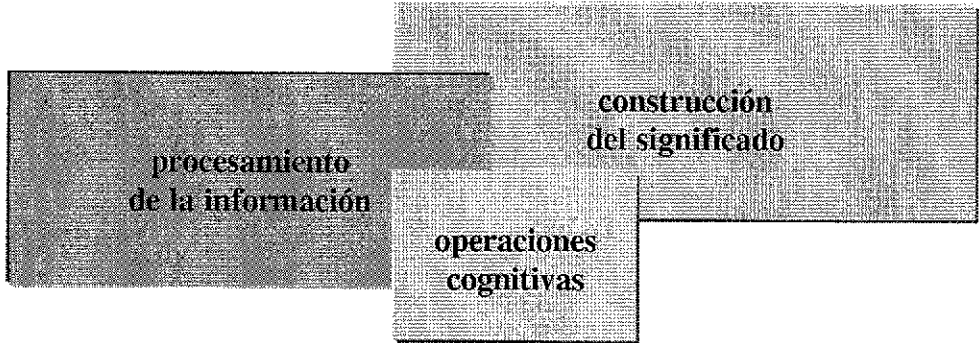 construcción
del significado
procesamiento
de la información
operaciones
cognitivas